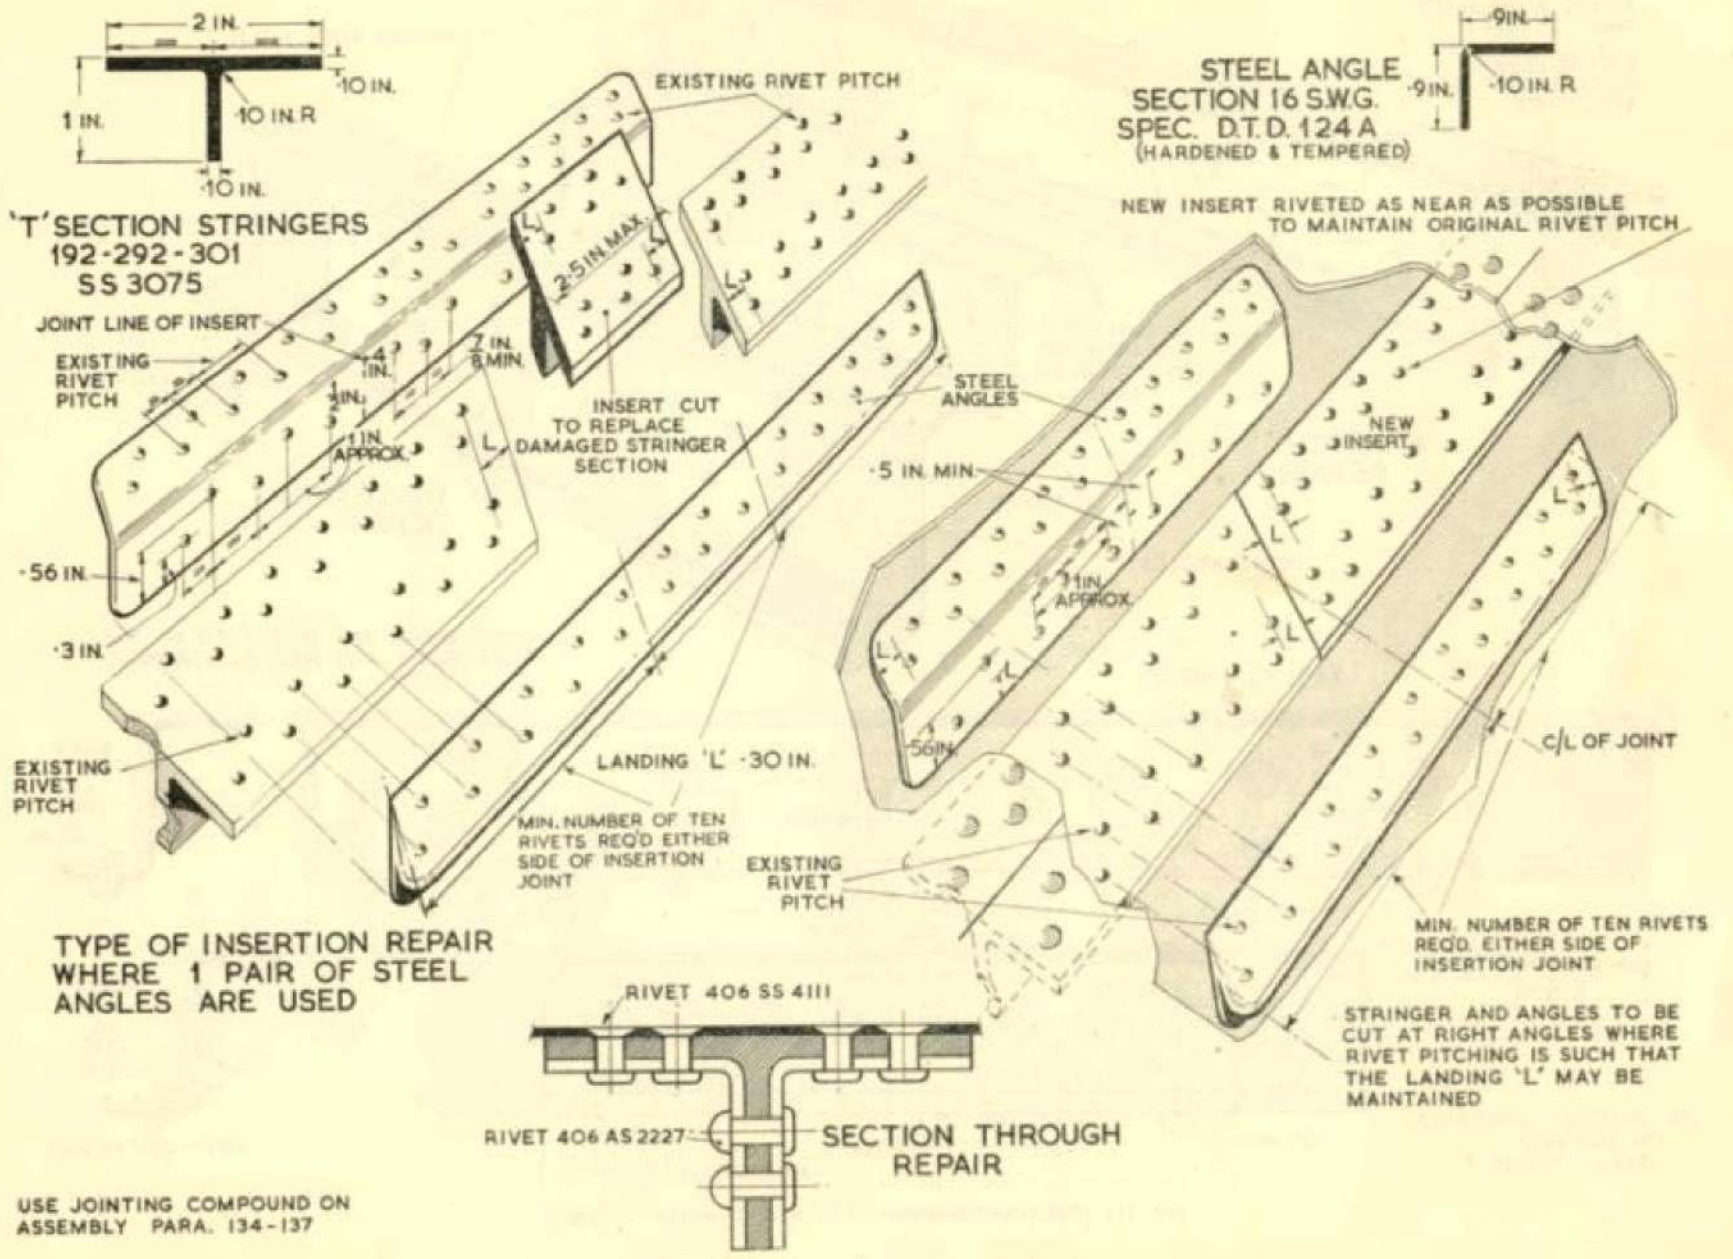 2 IN.
·10 IN.
1 IN.
·10 IN. R
·10 IN.
'T' SECTION STRINGERS
192-292-301
SS 3075
JOINT LINE OF INSERT
EXISTING
RIVET
PITCH
EXISTING RIVET PITCH
L
L
2·5 IN. MAX.
L
·4
IN.
7/8 IN.
MIN.
1/2 IN.
1 IN.
APPROX.
L
INSERT CUT
TO REPLACE
DAMAGED STRINGER
SECTION
·56 IN.
·3 IN.
EXISTING
RIVET
PITCH
LANDING 'L' ·30 IN.
MIN. NUMBER OF TEN
RIVETS REQ'D EITHER
SIDE OF INSERTION
JOINT
TYPE OF INSERTION REPAIR
WHERE 1 PAIR OF STEEL
ANGLES ARE USED
STEEL ANGLE
SECTION 16 S.W.G.
SPEC. D.T.D. 124A
(HARDENED & TEMPERED)
·9IN.
·9IN.
·10 IN. R
NEW INSERT RIVETED AS NEAR AS POSSIBLE
TO MAINTAIN ORIGINAL RIVET PITCH
STEEL
ANGLES
NEW
INSERT
·5 IN. MIN.
L
L
L
1 IN.
APPROX.
L
L
·56IN.
C/L OF JOINT
EXISTING
RIVET
PITCH
MIN. NUMBER OF TEN RIVETS
REQ'D. EITHER SIDE OF
INSERTION JOINT
STRINGER AND ANGLES TO BE
CUT AT RIGHT ANGLES WHERE
RIVET PITCHING IS SUCH THAT
THE LANDING 'L' MAY BE
MAINTAINED
RIVET 406 SS 4111
RIVET 406 AS 2227
SECTION THROUGH
REPAIR
USE JOINTING COMPOUND ON
ASSEMBLY PARA. 134-137